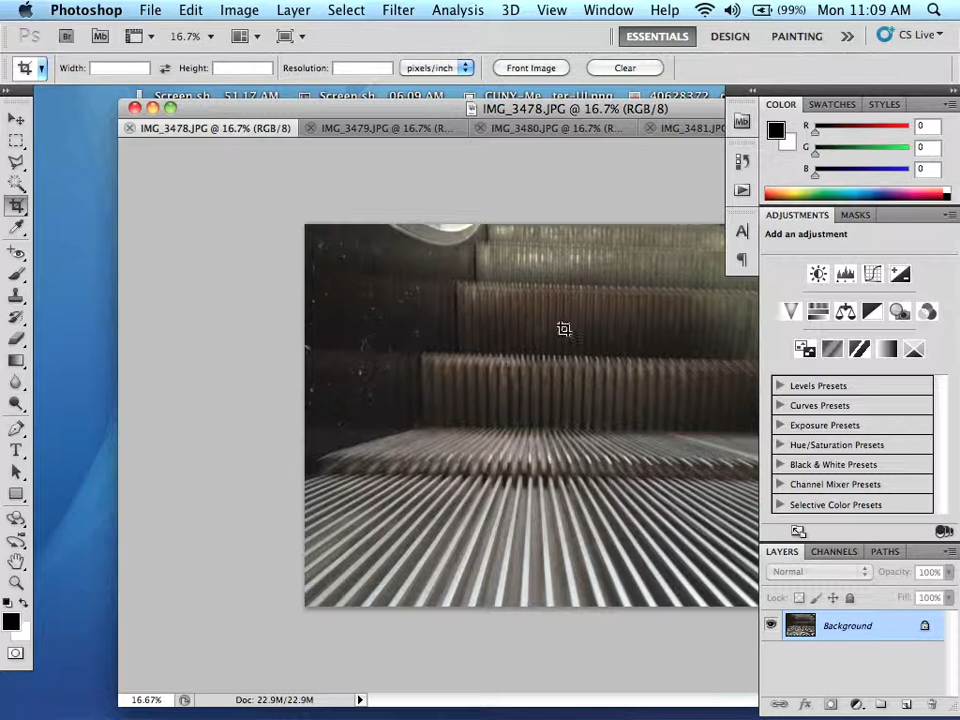 Photoshop File Edit Image Layer Select Filter Analysis 3D View Window Help (99%) Mon 11:09 AM
Ps Br Mb 16.7% ESSENTIALS DESIGN PAINTING CS Live
Width: Height: Resolution: pixels/inch Front Image Clear
IMG_3478.JPG @ 16.7% (RGB/8)
IMG_3478.JPG @ 16.7% (RGB/8) IMG_3479.JPG @ 16.7% (R... IMG_3480.JPG @ 16.7% (R... IMG_3481.JPG
Mb
COLOR SWATCHES STYLES
R 0
G 0
B 0
ADJUSTMENTS MASKS
Add an adjustment
Levels Presets
Curves Presets
Exposure Presets
Hue/Saturation Presets
Black & White Presets
Channel Mixer Presets
Selective Color Presets
LAYERS CHANNELS PATHS
Normal Opacity: 100%
Lock: Fill: 100%
Background
16.67% Doc: 22.9M/22.9M